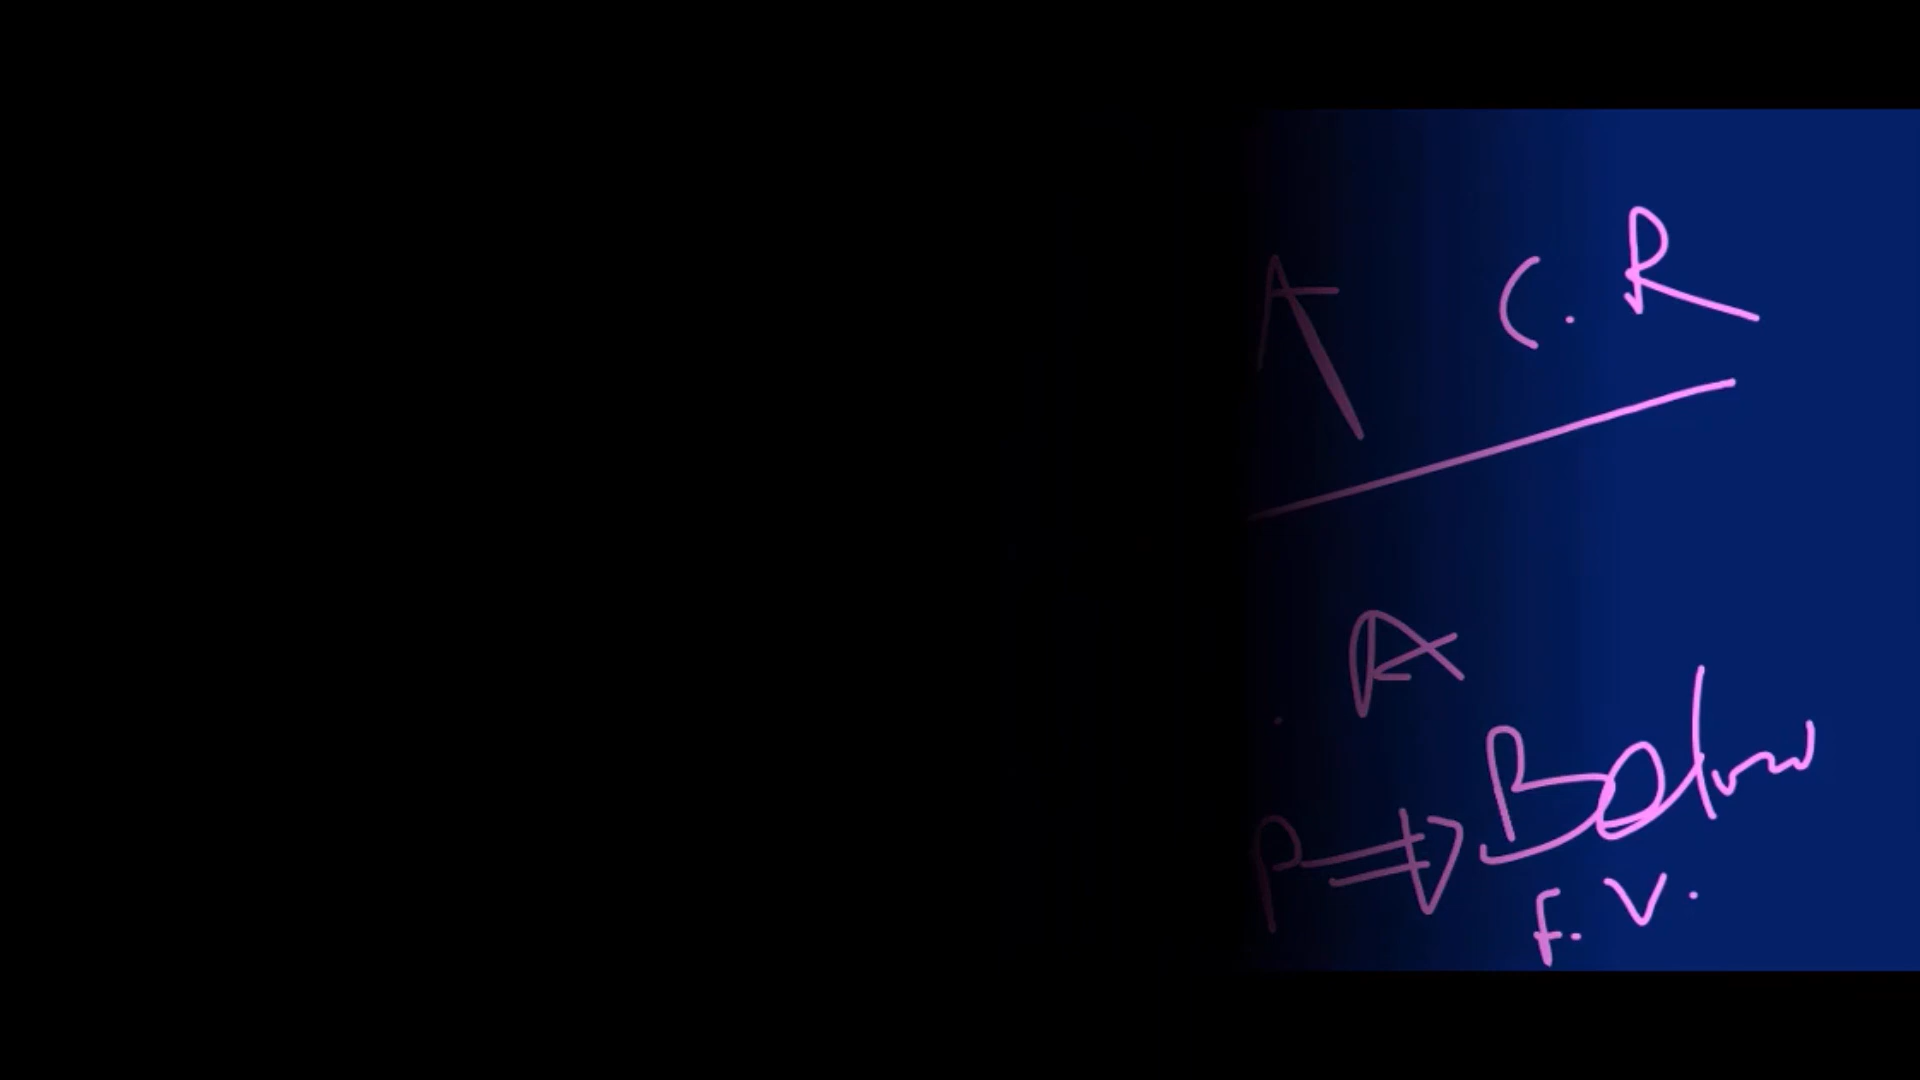 A C.R
. A
P ⇒ Below
F.V.